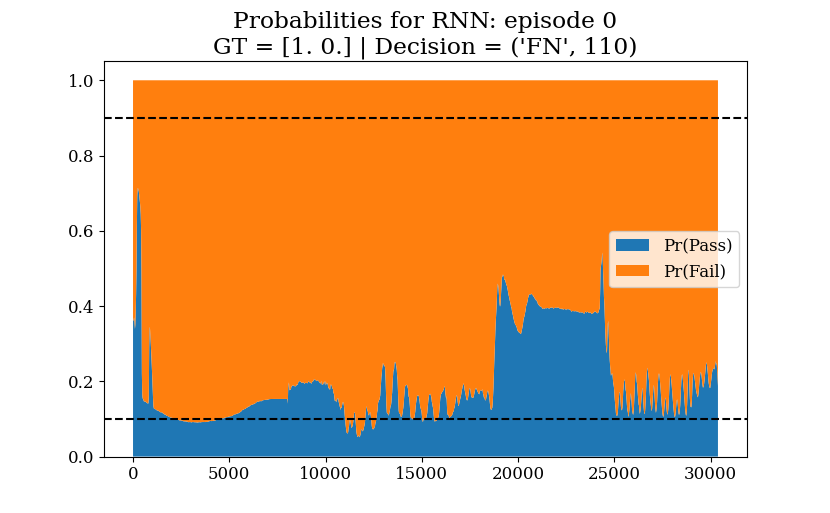 Probabilities for RNN: episode 0
GT = [1. 0.] | Decision = ('FN', 110)
1.0
0.8
0.6
0.4
0.2
0.0
Pr(Pass)
Pr(Fail)
0 5000 10000 15000 20000 25000 30000